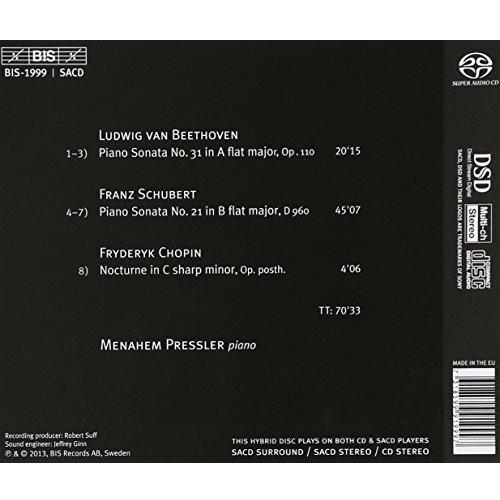 BIS
BIS-1999 | SACD
SUPER AUDIO CD
LUDWIG VAN BEETHOVEN
1–3) Piano Sonata No. 31 in A flat major, Op. 110 20'15
FRANZ SCHUBERT
4–7) Piano Sonata No. 21 in B flat major, D 960 45'07
FRYDERYK CHOPIN
8) Nocturne in C sharp minor, Op. posth. 4'06
TT: 70'33
MENAHEM PRESSLER piano
DSD
Direct Stream Digital
Multi-ch
Stereo
COMPACT
disc
DIGITAL AUDIO
SACD, DSD AND THEIR LOGOS ARE TRADEMARKS OF SONY
MADE IN THE EU
Recording producer: Robert Suff
Sound engineer: Jeffrey Ginn
℗ & © 2013, BIS Records AB, Sweden
THIS HYBRID DISC PLAYS ON BOTH CD & SACD PLAYERS
SACD SURROUND / SACD STEREO / CD STEREO